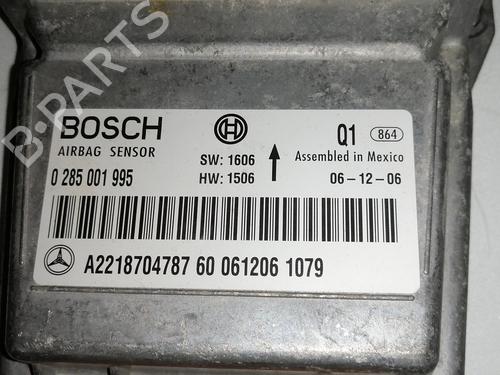 B-PARTS
BOSCH
AIRBAG SENSOR
0 285 001 995
SW: 1606
HW: 1506
Q1 864
Assembled in Mexico
06-12-06
A2218704787 60 061206 1079